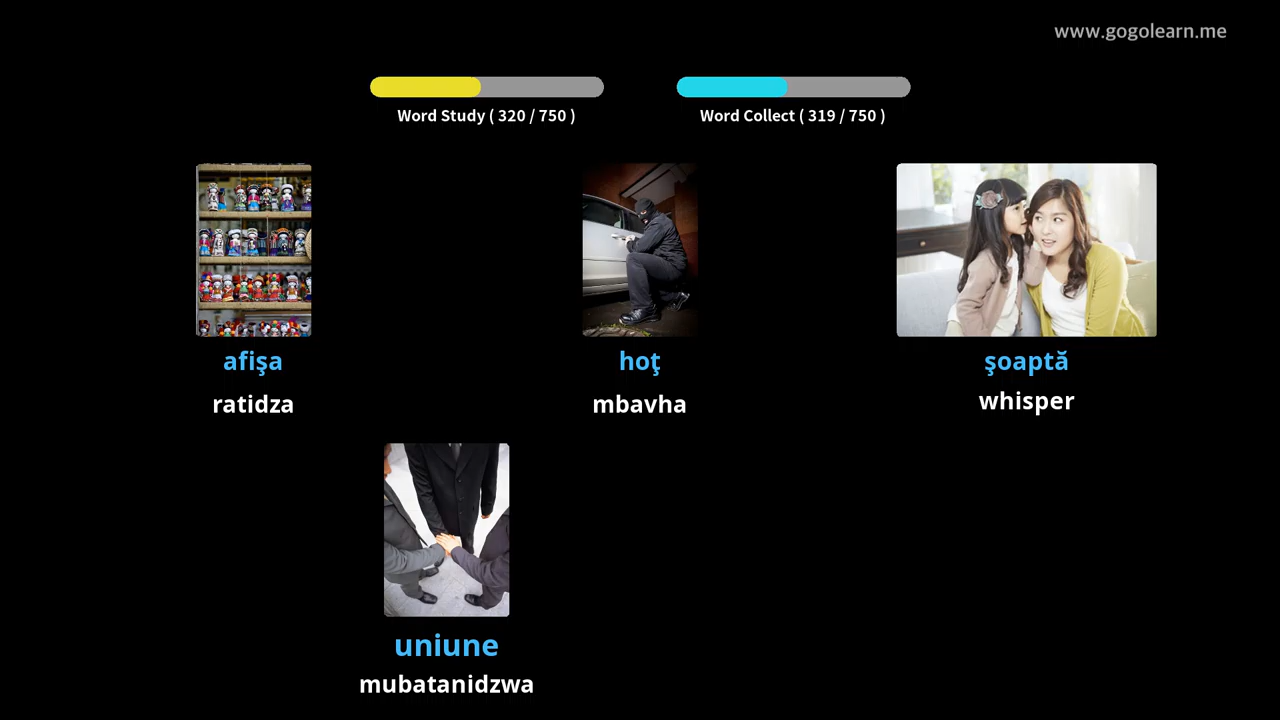 www.gogolearn.me
Word Study ( 320 / 750 )
Word Collect ( 319 / 750 )
afişa
hoţ
şoaptă
ratidza
mbavha
whisper
uniune
mubatanidzwa